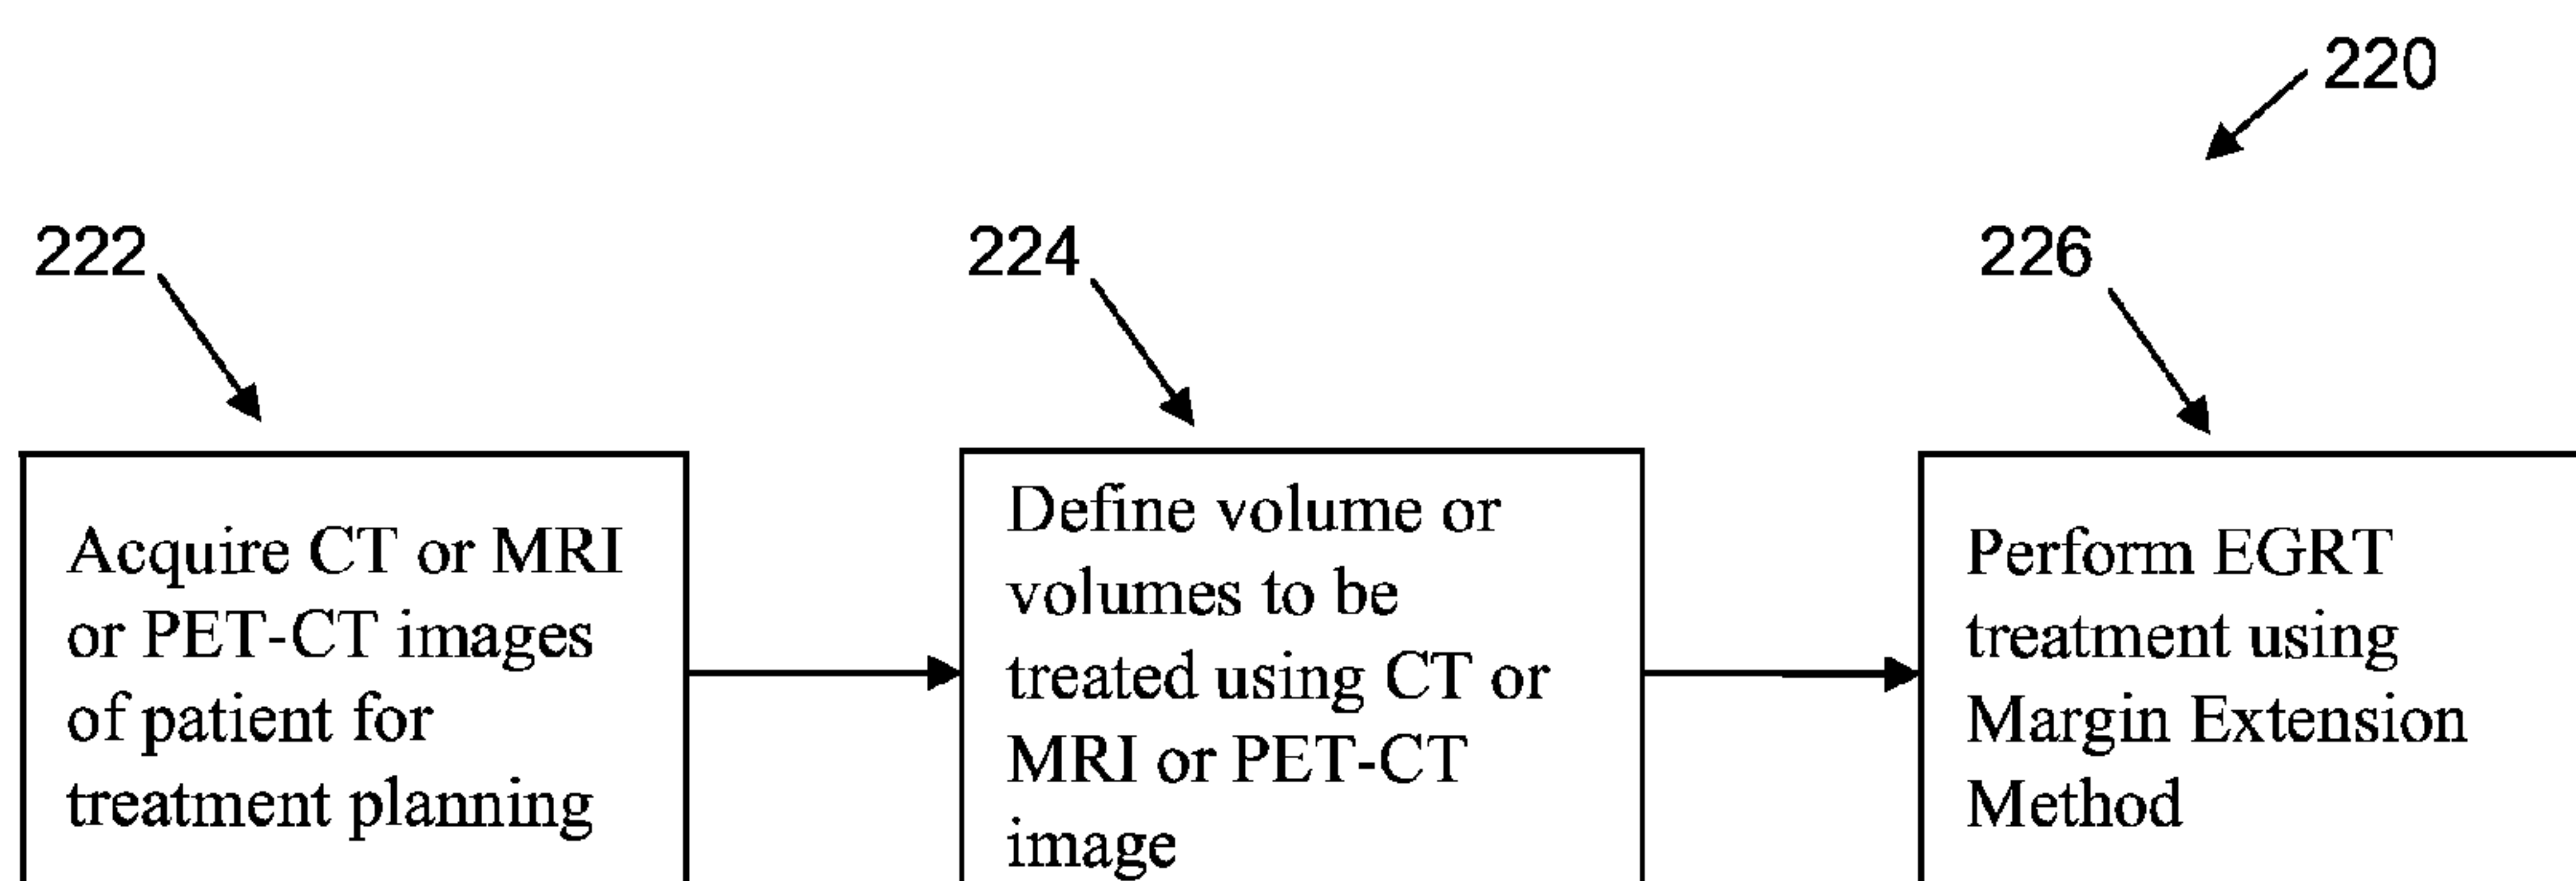 220
222
224
226
Acquire CT or MRI
or PET-CT images
of patient for
treatment planning
Define volume or
volumes to be
treated using CT or
MRI or PET-CT
image
Perform EGRT
treatment using
Margin Extension
Method